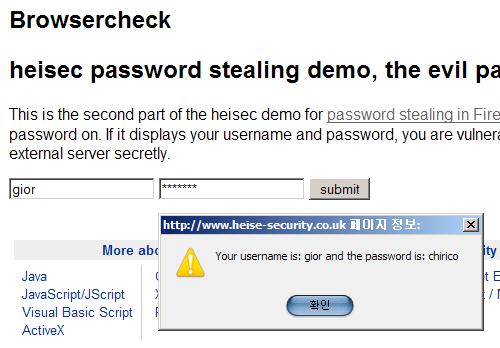 Browsercheck
heisec password stealing demo, the evil pa
This is the second part of the heisec demo for password stealing in Fire
password on. If it displays your username and password, you are vulnera
external server secretly.
gior ******* submit
http://www.heise-security.co.uk 페이지 정보:
Your username is: gior and the password is: chirico
확인
More abo
Java
JavaScript/JScript
Visual Basic Script
ActiveX